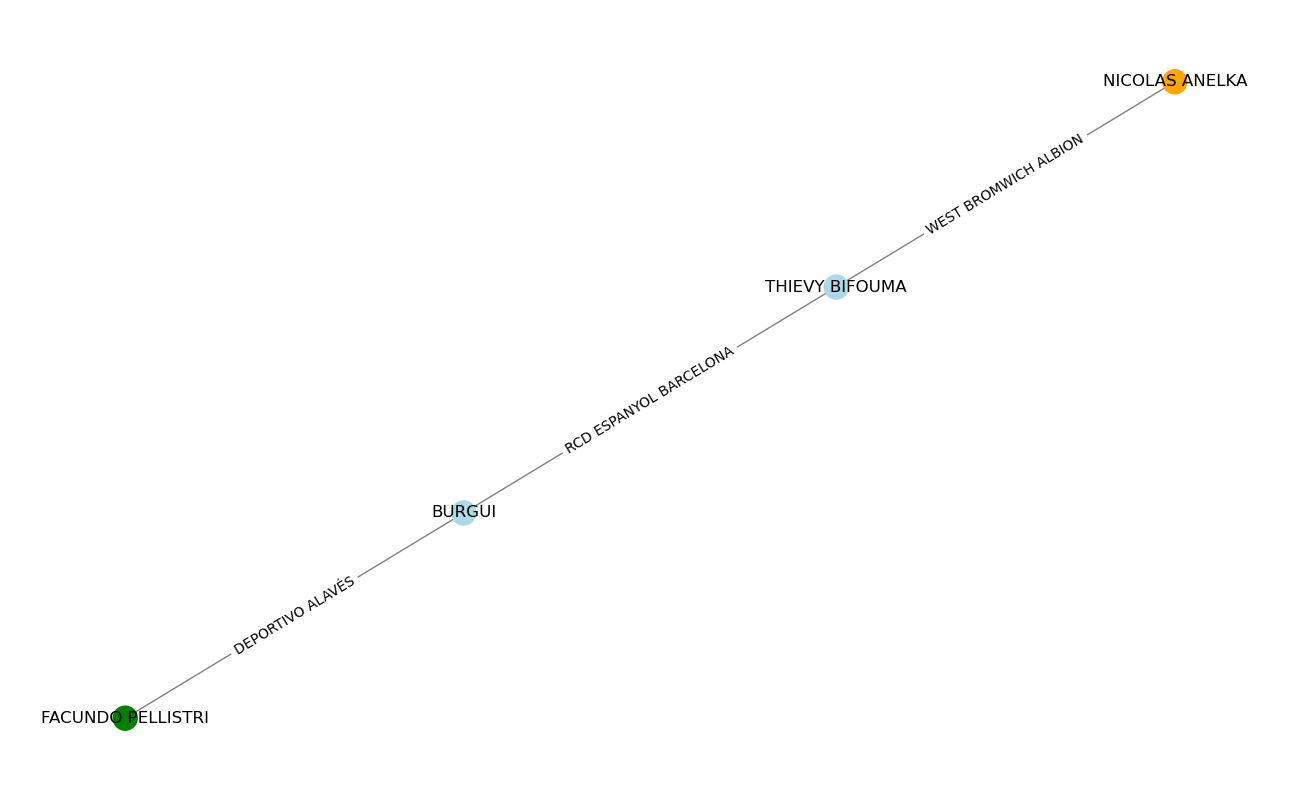 NICOLAS ANELKA
WEST BROMWICH ALBION
THIEVY BIFOUMA
RCD ESPANYOL BARCELONA
BURGUI
DEPORTIVO ALAVÉS
FACUNDO PELLISTRI